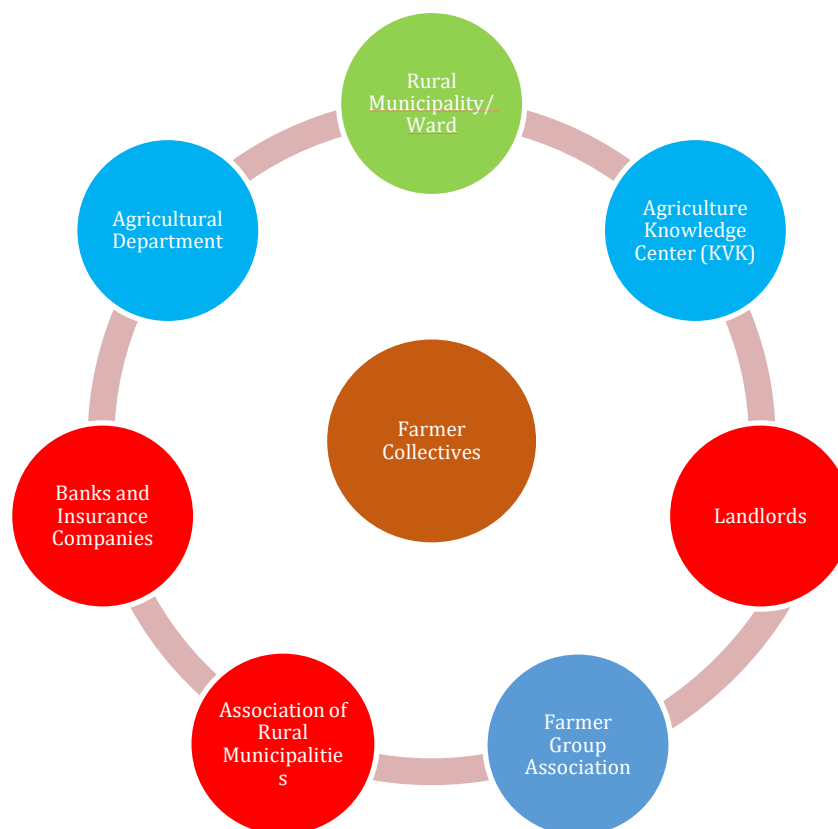 Rural
Municipality/
Ward
Agricultural
Department
Agriculture
Knowledge
Center (KVK)
Farmer
Collectives
Banks and
Insurance
Companies
Landlords
Association of
Rural
Municipalitie
s
Farmer
Group
Association